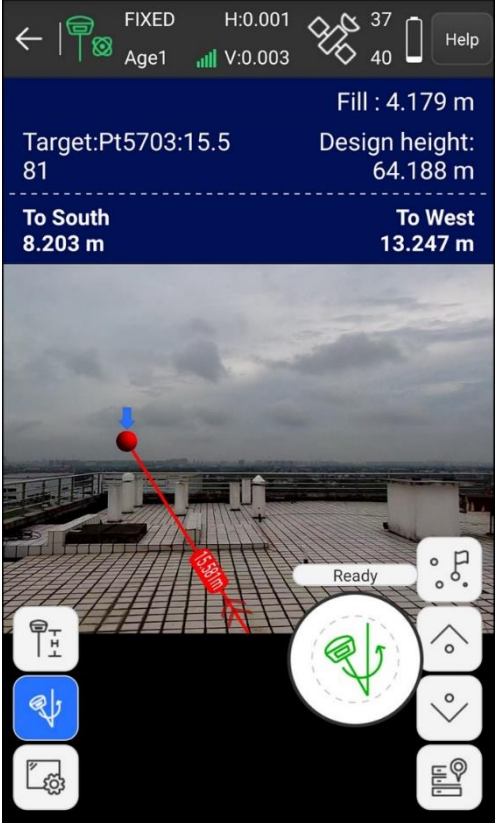 FIXED H:0.001 37
Age1 V:0.003 40
Help
Fill : 4.179 m
Target:Pt5703:15.5
81
Design height:
64.188 m
To South
8.203 m
To West
13.247 m
15.581m
Ready
H